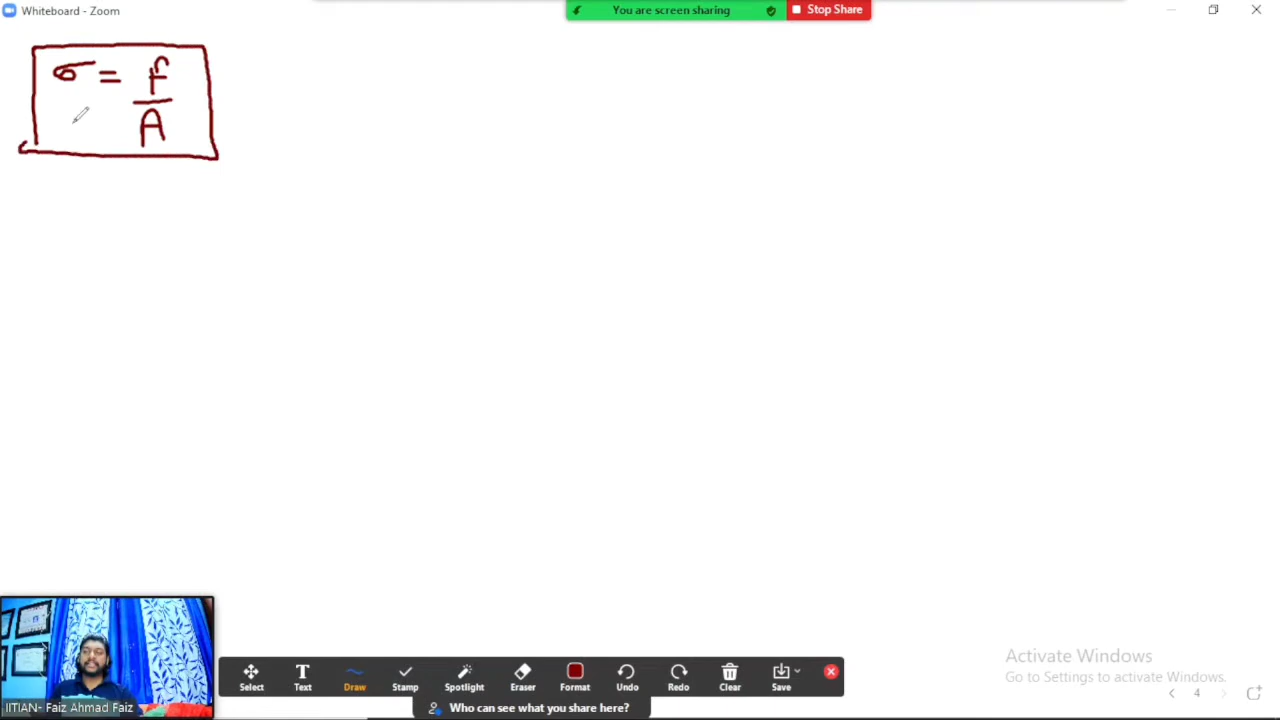 Whiteboard - Zoom
You are screen sharing
Stop Share
σ = f
A
Activate Windows
Go to Settings to activate Windows.
4
Select
Text
Draw
Stamp
Spotlight
Eraser
Format
Undo
Redo
Clear
Save
IITIAN- Faiz Ahmad Faiz
Who can see what you share here?